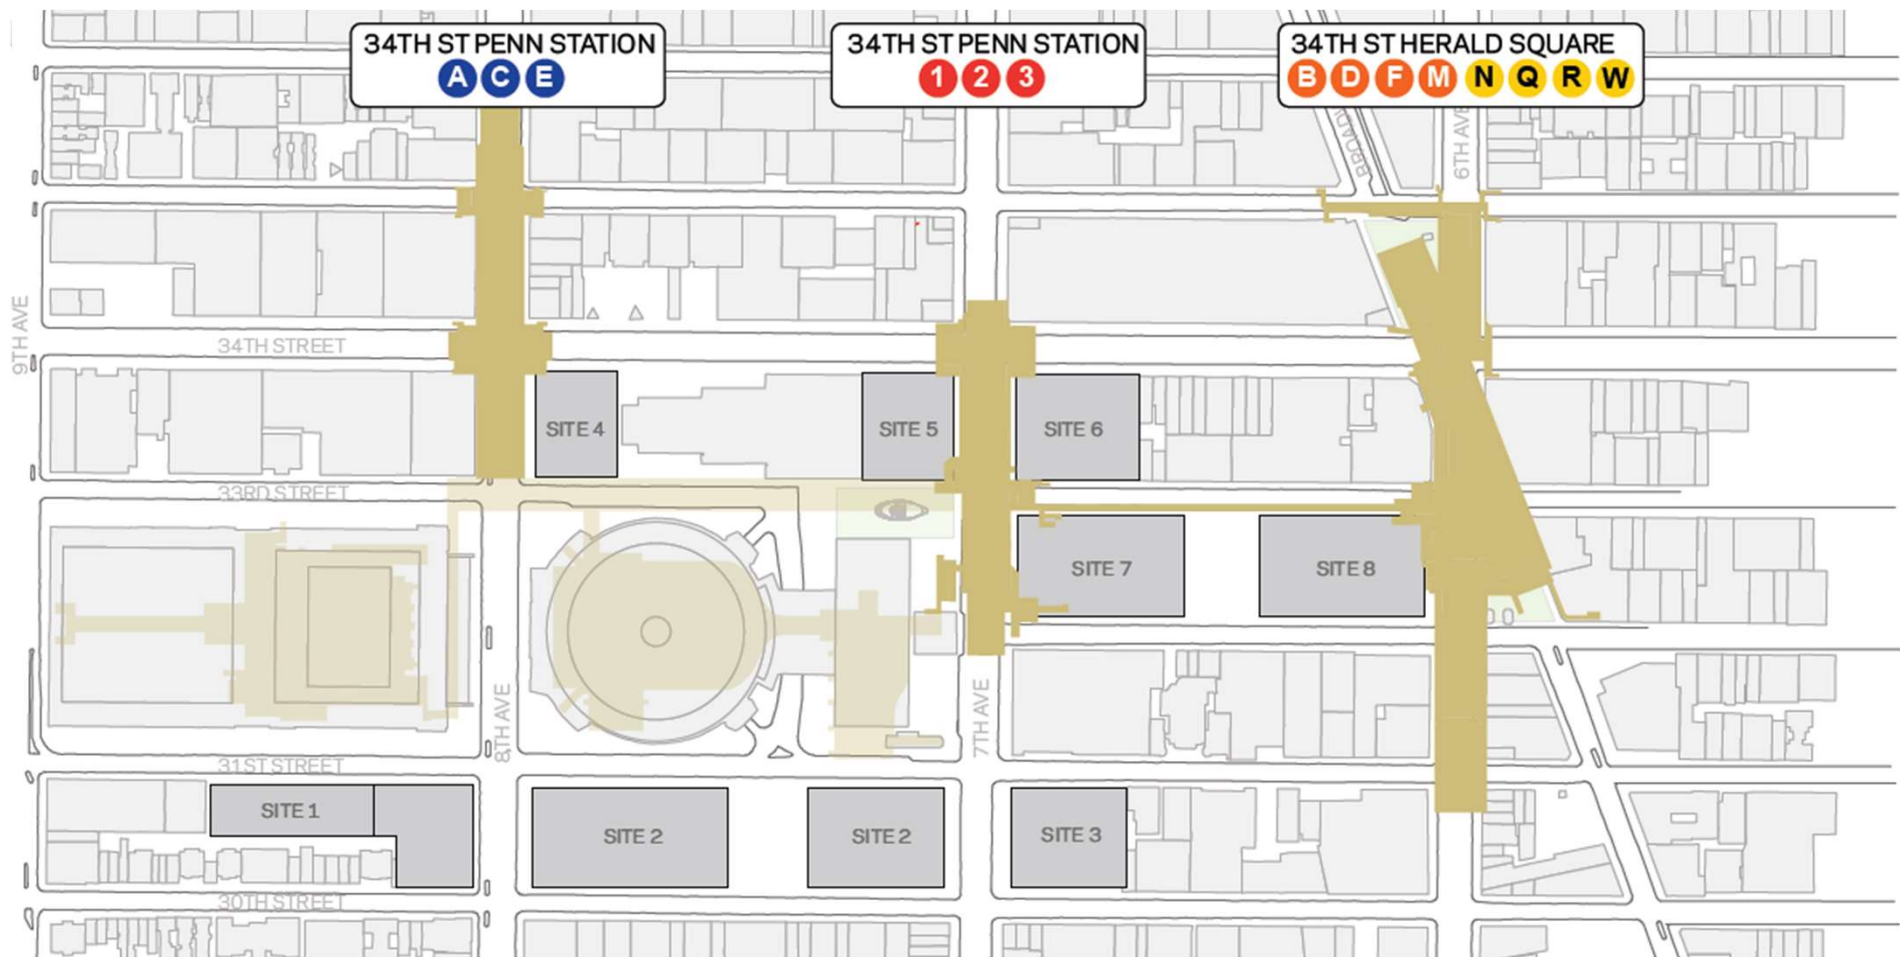 34TH ST PENN STATION
A C E
34TH ST PENN STATION
1 2 3
34TH ST HERALD SQUARE
B D F M N Q R W
6TH AVE
9TH AVE
34TH STREET
SITE 4
SITE 5
SITE 6
33RD STREET
SITE 7
SITE 8
8TH AVE
7TH AVE
31ST STREET
SITE 1
SITE 2
SITE 2
SITE 3
30TH STREET